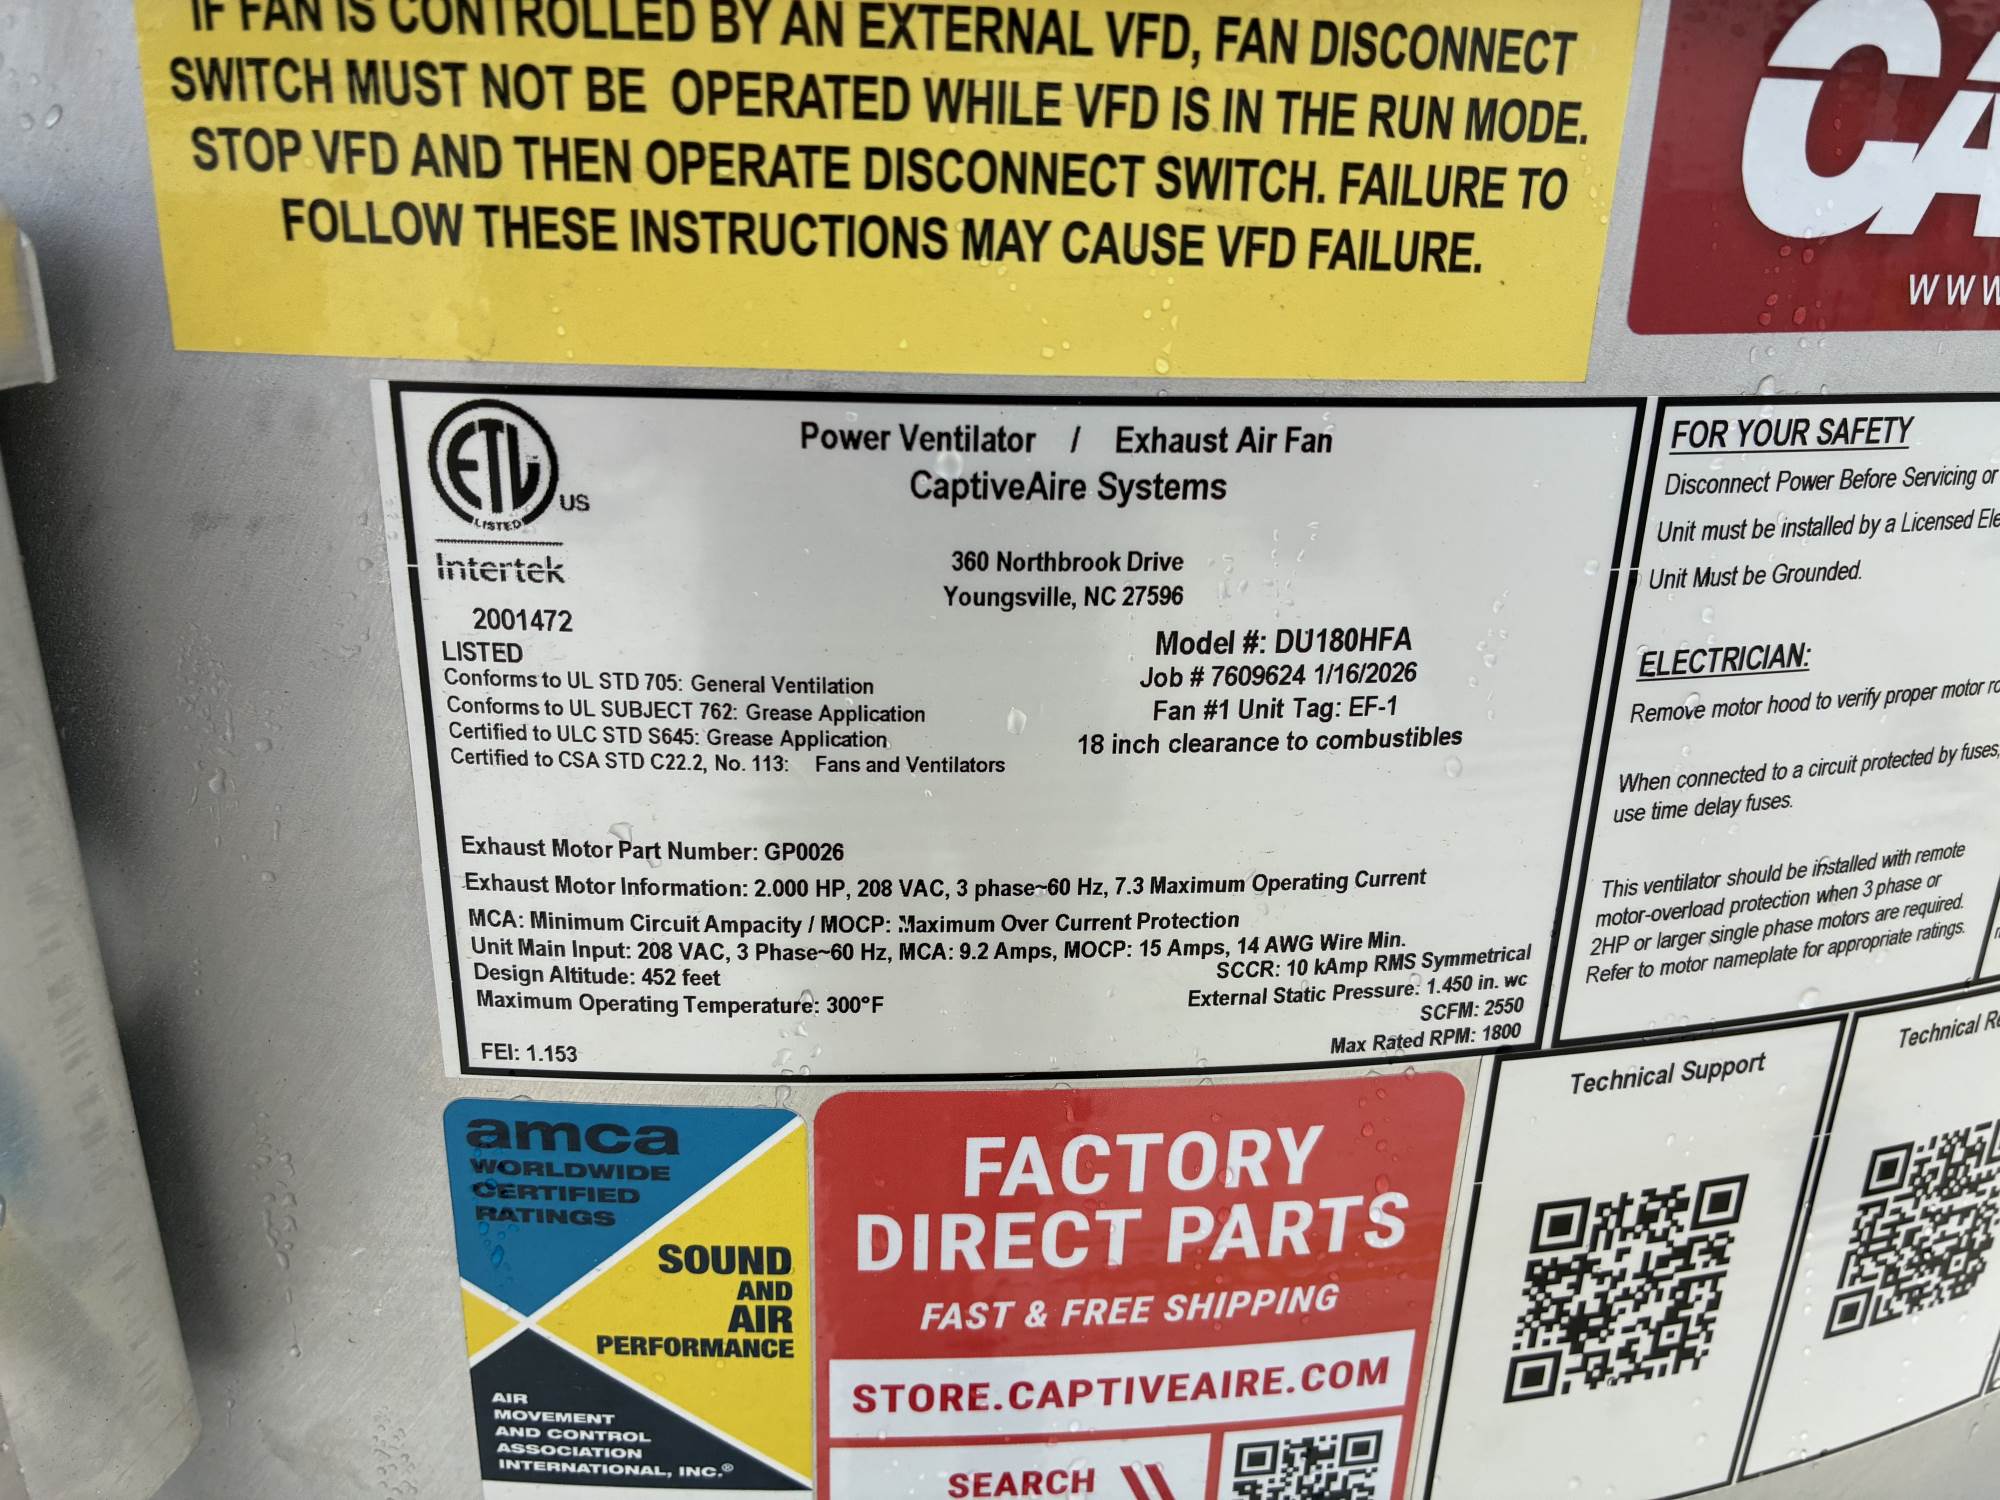 IF FAN IS CONTROLLED BY AN EXTERNAL VFD, FAN DISCONNECT
SWITCH MUST NOT BE OPERATED WHILE VFD IS IN THE RUN MODE.
STOP VFD AND THEN OPERATE DISCONNECT SWITCH. FAILURE TO
FOLLOW THESE INSTRUCTIONS MAY CAUSE VFD FAILURE.
CA
WWW
ETL
LISTED
US
Intertek
2001472
LISTED
Conforms to UL STD 705: General Ventilation
Conforms to UL SUBJECT 762: Grease Application
Certified to ULC STD S645: Grease Application
Certified to CSA STD C22.2, No. 113: Fans and Ventilators
Power Ventilator / Exhaust Air Fan
CaptiveAire Systems
360 Northbrook Drive
Youngsville, NC 27596
Model #: DU180HFA
Job # 7609624 1/16/2026
Fan #1 Unit Tag: EF-1
18 inch clearance to combustibles
Exhaust Motor Part Number: GP0026
Exhaust Motor Information: 2.000 HP, 208 VAC, 3 phase~60 Hz, 7.3 Maximum Operating Current
MCA: Minimum Circuit Ampacity / MOCP: Maximum Over Current Protection
Unit Main Input: 208 VAC, 3 Phase~60 Hz, MCA: 9.2 Amps, MOCP: 15 Amps, 14 AWG Wire Min.
Design Altitude: 452 feet
Maximum Operating Temperature: 300°F
FEI: 1.153
SCCR: 10 kAmp RMS Symmetrical
External Static Pressure: 1.450 in. wc
SCFM: 2550
Max Rated RPM: 1800
FOR YOUR SAFETY
Disconnect Power Before Servicing or
Unit must be installed by a Licensed Ele
Unit Must be Grounded.
ELECTRICIAN:
Remove motor hood to verify proper motor ro
When connected to a circuit protected by fuses,
use time delay fuses.
This ventilator should be installed with remote
motor-overload protection when 3 phase or
2HP or larger single phase motors are required.
Refer to motor nameplate for appropriate ratings.
Technical Support
Technical R
amca
WORLDWIDE
CERTIFIED
RATINGS
SOUND
AND
AIR
PERFORMANCE
AIR
MOVEMENT
AND CONTROL
ASSOCIATION
INTERNATIONAL, INC.®
FACTORY
DIRECT PARTS
FAST & FREE SHIPPING
STORE.CAPTIVEAIRE.COM
SEARCH